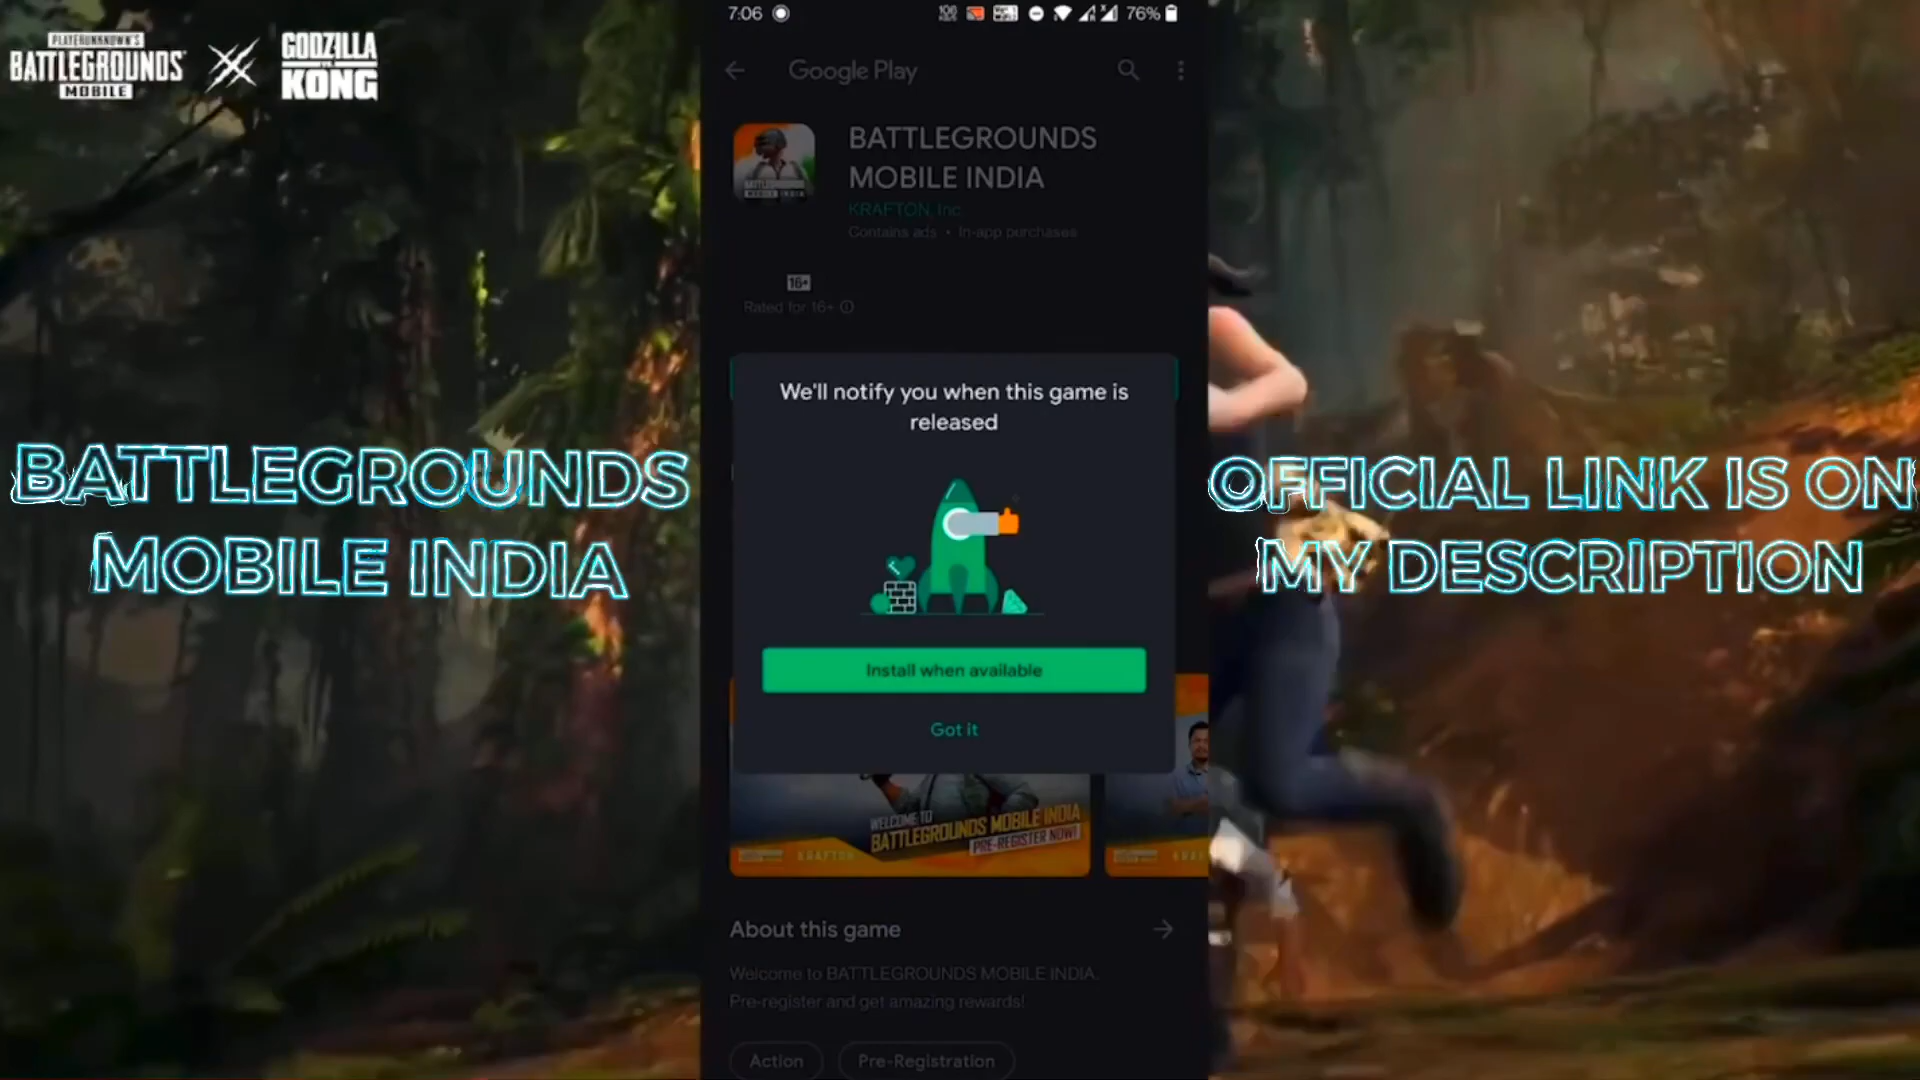 PLAYERUNKNOWN'S
BATTLEGROUNDS
MOBILE
GODZILLA
VS.
KONG
BATTLEGROUNDS
MOBILE INDIA
7:06
76%
Google Play
BATTLEGROUNDS
MOBILE INDIA
KRAFTON, Inc.
Contains ads • In-app purchases
16+
Rated for 16+
We'll notify you when this game is
released
Install when available
Got it
WELCOME TO
BATTLEGROUNDS MOBILE INDIA
PRE-REGISTER NOW!
KRAFTON
About this game
Welcome to BATTLEGROUNDS MOBILE INDIA.
Pre-register and get amazing rewards!
Action
Pre-Registration
OFFICIAL LINK IS ON
MY DESCRIPTION